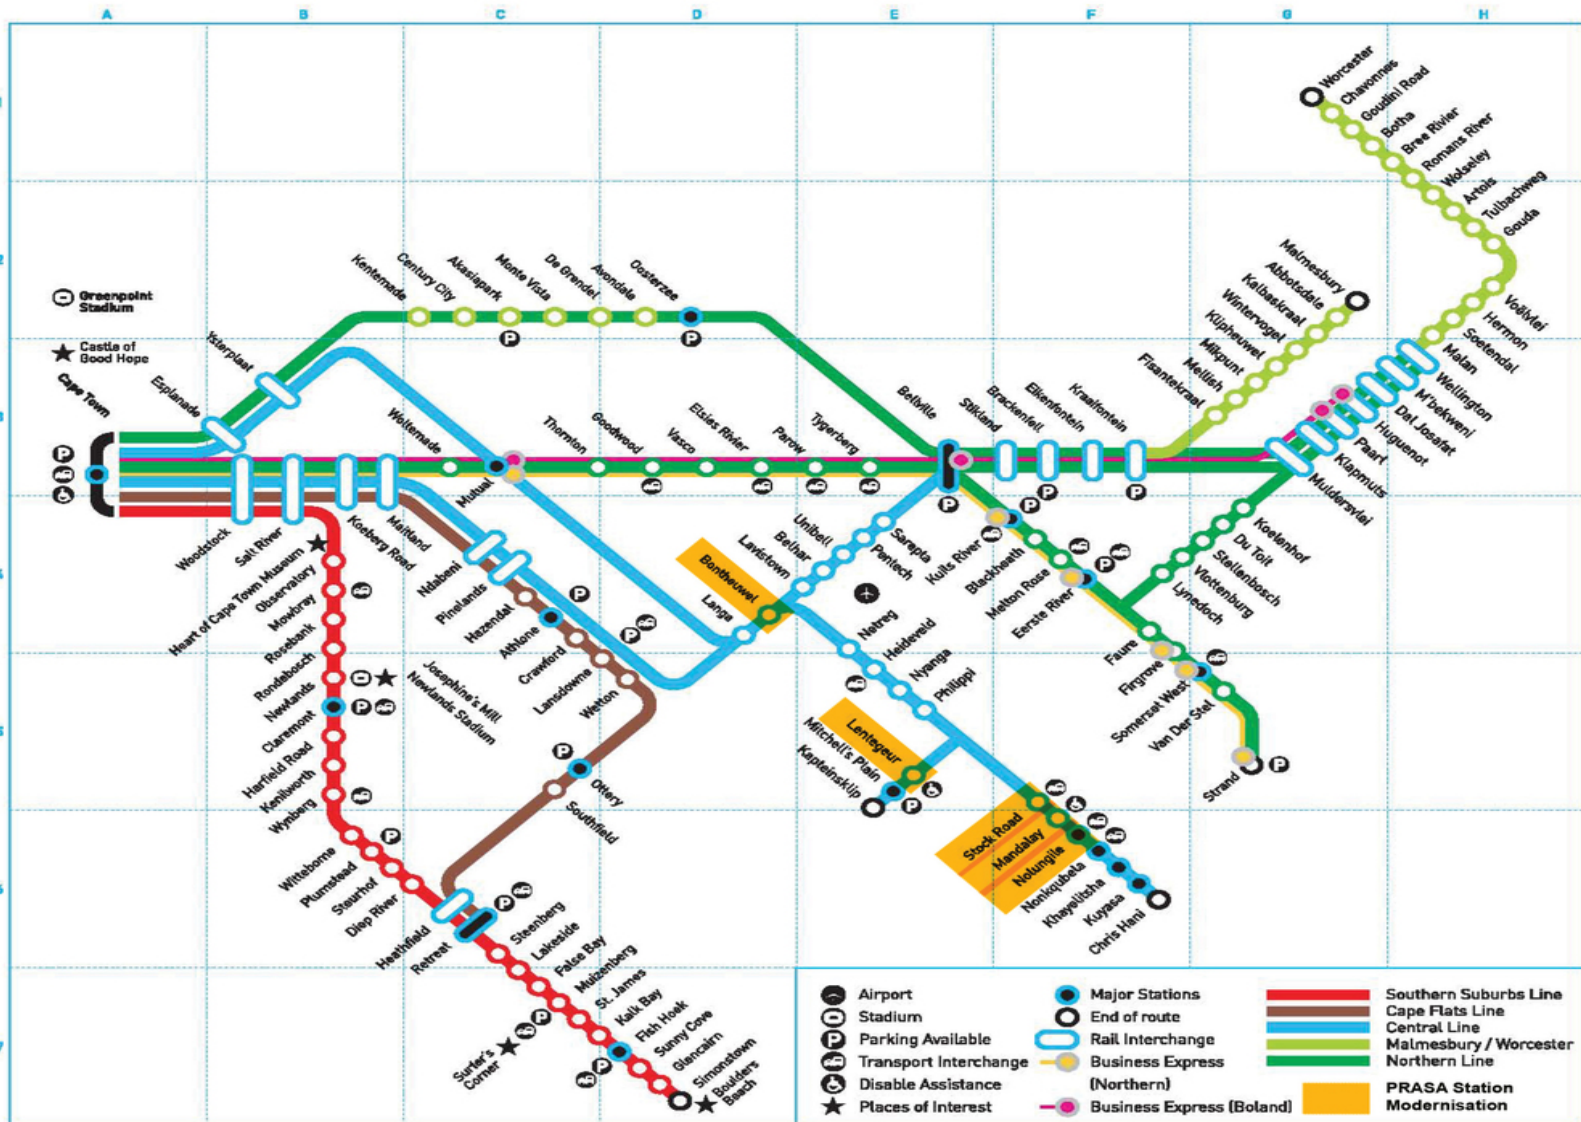 A B C D E F G H
1
2
3
4
5
6
7
Greenpoint
Stadium
Castle of
Good Hope
Cape Town
Esplanade
Ysterplaat
Kentemade
Century City
Akasiapark
Monte Vista
De Grendel
Avondale
Oosterzee
Woltemade
Mutual
Thornton
Goodwood
Vasco
Elsies Rivier
Parow
Tygerberg
Bellville
Stikland
Brackenfell
Eikenfontein
Kraaifontein
Fisantekraal
Mellish
Mikpunt
Klipheuwel
Wintervogel
Kalbaskraal
Abbotsdale
Malmesbury
Worcester
Chavonnes
Goudini Road
Botha
Bree Rivier
Romans River
Wolseley
Artois
Tulbachweg
Gouda
Voëlvlei
Hermon
Soetendal
Malan
Wellington
M'bekweni
Dal Josafat
Huguenot
Paarl
Klapmuts
Muldersvlei
Koelenhof
Du Toit
Stellenbosch
Vlottenburg
Lynedoch
Woodstock
Salt River
Koeberg Road
Maitland
Ndabeni
Pinelands
Hazendal
Athlone
Crawford
Lansdowne
Wetton
Ottery
Southfield
Heart of Cape Town Museum
Observatory
Mowbray
Rosebank
Rondebosch
Newlands
Claremont
Harfield Road
Kenilworth
Wynberg
Josephine's Mill
Newlands Stadium
Wittebome
Plumstead
Steurhof
Diep River
Heathfield
Retreat
Steenberg
Lakeside
False Bay
Muizenberg
St. James
Kalk Bay
Fish Hoek
Sunny Cove
Glencairn
Simonstown
Boulders
Beach
Surfer's
Corner
Langa
Bontheuwel
Lavistown
Belhar
Unibell
Pentech
Sarepta
Netreg
Heideveld
Nyanga
Philippi
Lentegeur
Mitchell's Plain
Kapteinsklip
Stock Road
Mandalay
Nolungile
Nonkqubela
Khayelitsha
Kuyasa
Chris Hani
Kuils River
Blackheath
Melton Rose
Eerste River
Faure
Firgrove
Somerset West
Van Der Stel
Strand
Airport
Stadium
Parking Available
Transport Interchange
Disable Assistance
Places of Interest
Major Stations
End of route
Rail Interchange
Business Express
(Northern)
Business Express (Boland)
Southern Suburbs Line
Cape Flats Line
Central Line
Malmesbury / Worcester
Northern Line
PRASA Station
Modernisation